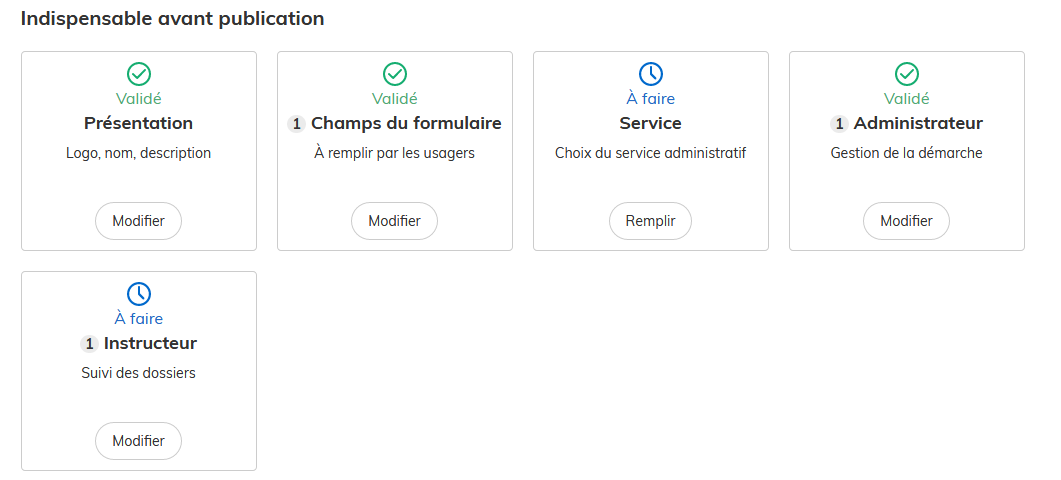 Indispensable avant publication
Validé
Présentation
Logo, nom, description
Modifier
Validé
1 Champs du formulaire
À remplir par les usagers
Modifier
À faire
Service
Choix du service administratif
Remplir
Validé
1 Administrateur
Gestion de la démarche
Modifier
À faire
1 Instructeur
Suivi des dossiers
Modifier